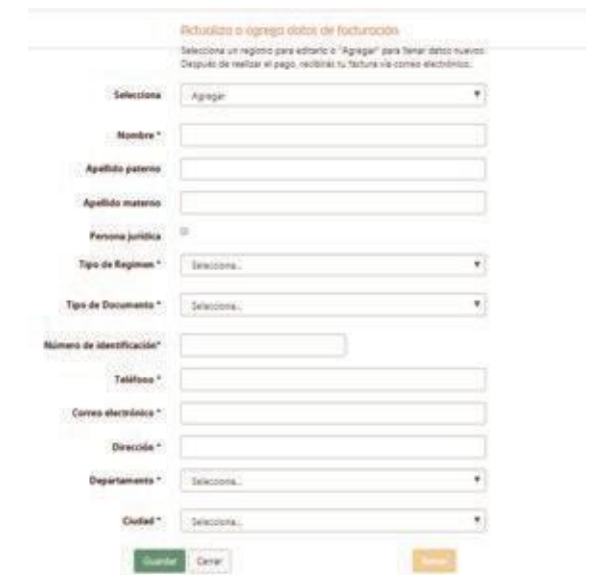 Actualiza o agrega datos de facturación
Selecciona un registro para editarlo o "Agregar" para llenar datos nuevos.
Después de realizar el pago, recibirás tu factura vía correo electrónico.
Selecciona Agregar
Nombre *
Apellido paterno
Apellido materno
Persona jurídica
Tipo de Regimen * Selecciona...
Tipo de Documento * Selecciona...
Número de identificación*
Teléfono *
Correo electrónico *
Dirección *
Departamento * Selecciona...
Ciudad * Selecciona...
Guardar Cerrar